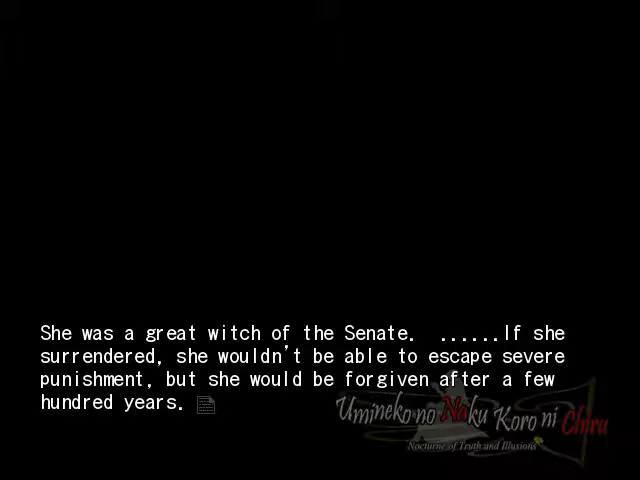 She was a great witch of the Senate.  ......If she
surrendered, she wouldn't be able to escape severe
punishment, but she would be forgiven after a few
hundred years.
Umineko no Naku Koro ni Chiru
Nocturne of Truth and Illusions